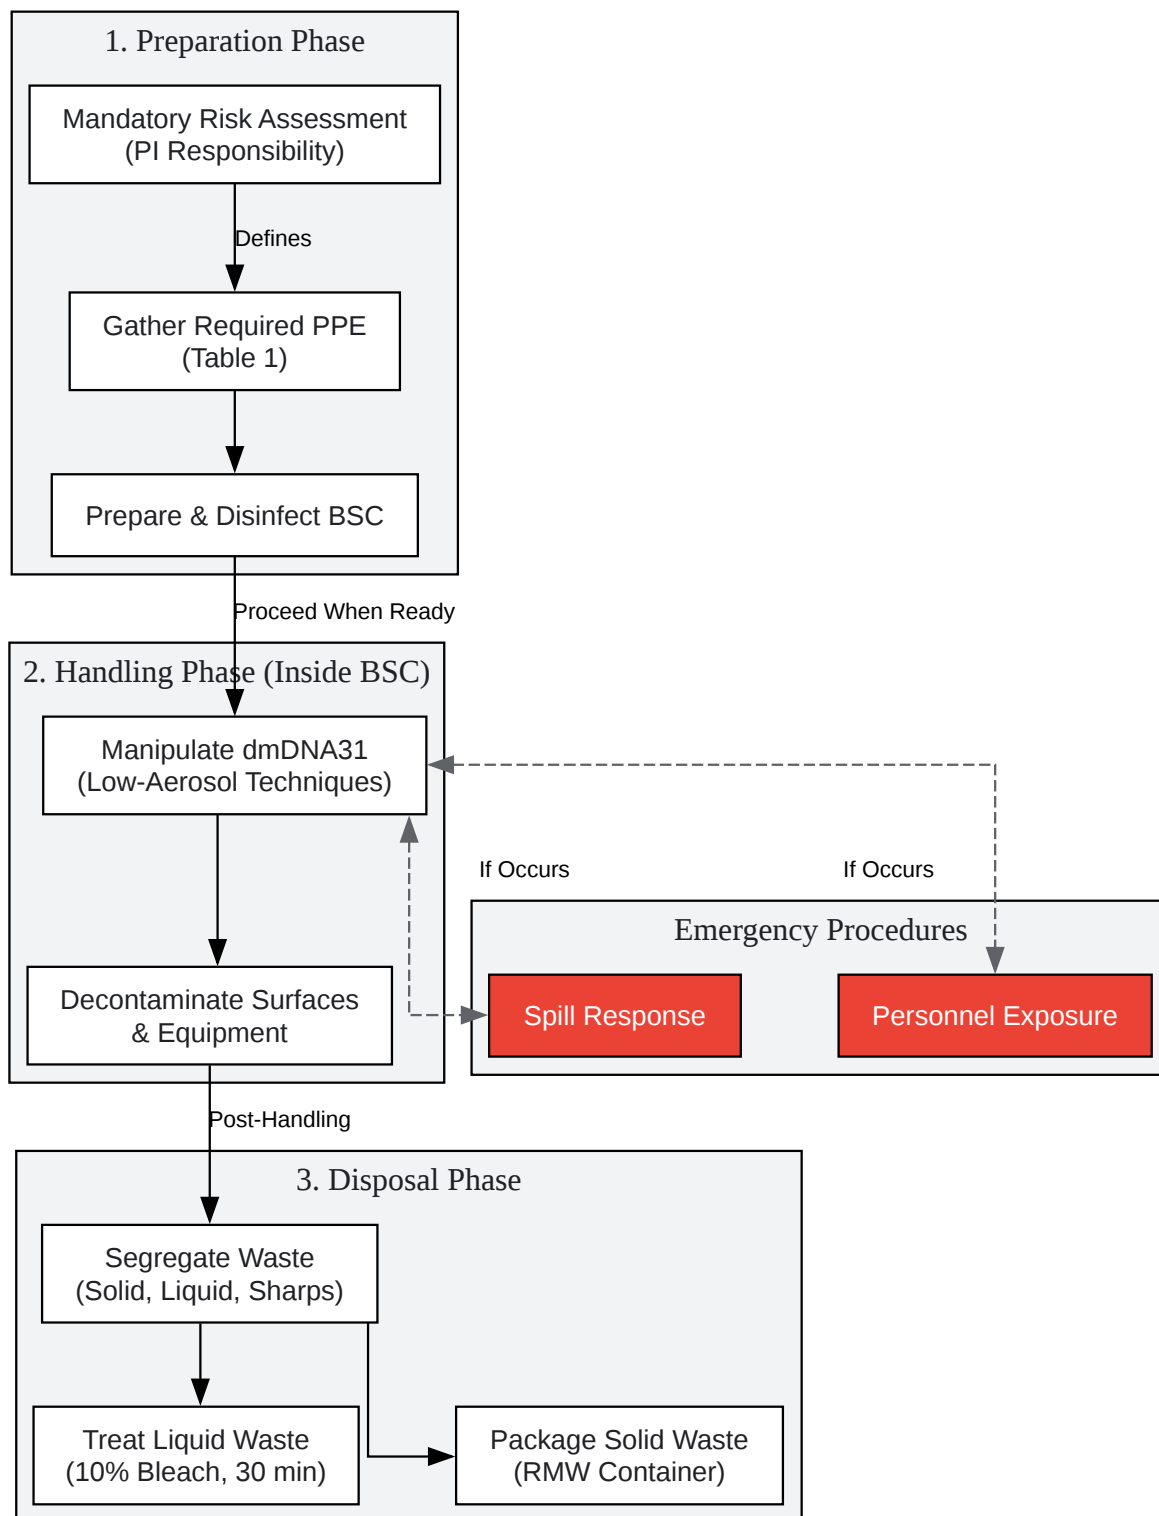 1. Preparation Phase
Mandatory Risk Assessment
(PI Responsibility)
Defines
Gather Required PPE
(Table 1)
Prepare & Disinfect BSC
Proceed When Ready
2. Handling Phase (Inside BSC)
Manipulate dmDNA31
(Low-Aerosol Techniques)
If Occurs
If Occurs
Emergency Procedures
Spill Response
Personnel Exposure
Decontaminate Surfaces
& Equipment
Post-Handling
3. Disposal Phase
Segregate Waste
(Solid, Liquid, Sharps)
Treat Liquid Waste
(10% Bleach, 30 min)
Package Solid Waste
(RMW Container)